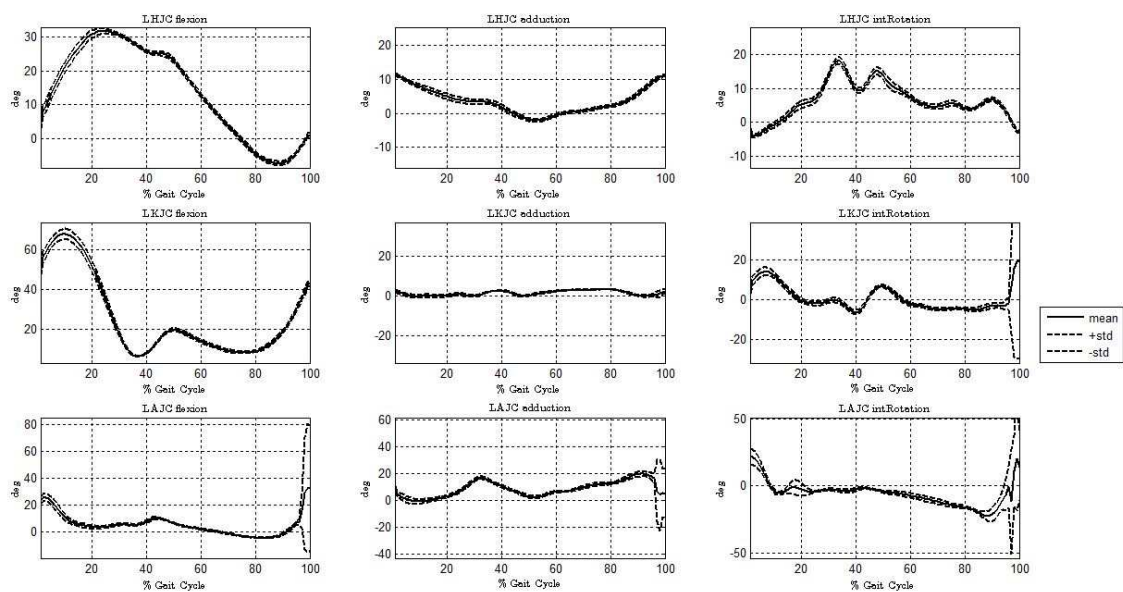 LHJC flexion
LHJC adduction
LHJC intRotation
deg
30
20
10
0
20 40 60 80 100
% Gait Cycle
20
10
0
-10
20 40 60 80 100
% Gait Cycle
deg
20
10
0
-10
20 40 60 80 100
% Gait Cycle
LKJC flexion
LKJC adduction
LKJC intRotation
deg
60
40
20
20 40 60 80 100
% Gait Cycle
deg
20
0
-20
20 40 60 80 100
% Gait Cycle
deg
20
0
-20
20 40 60 80 100
% Gait Cycle
mean
+std
-std
LAJC flexion
LAJC adduction
LAJC intRotation
deg
80
60
40
20
0
20 40 60 80 100
% Gait Cycle
deg
60
40
20
0
-20
-40
20 40 60 80 100
% Gait Cycle
deg
50
0
-50
20 40 60 80 100
% Gait Cycle